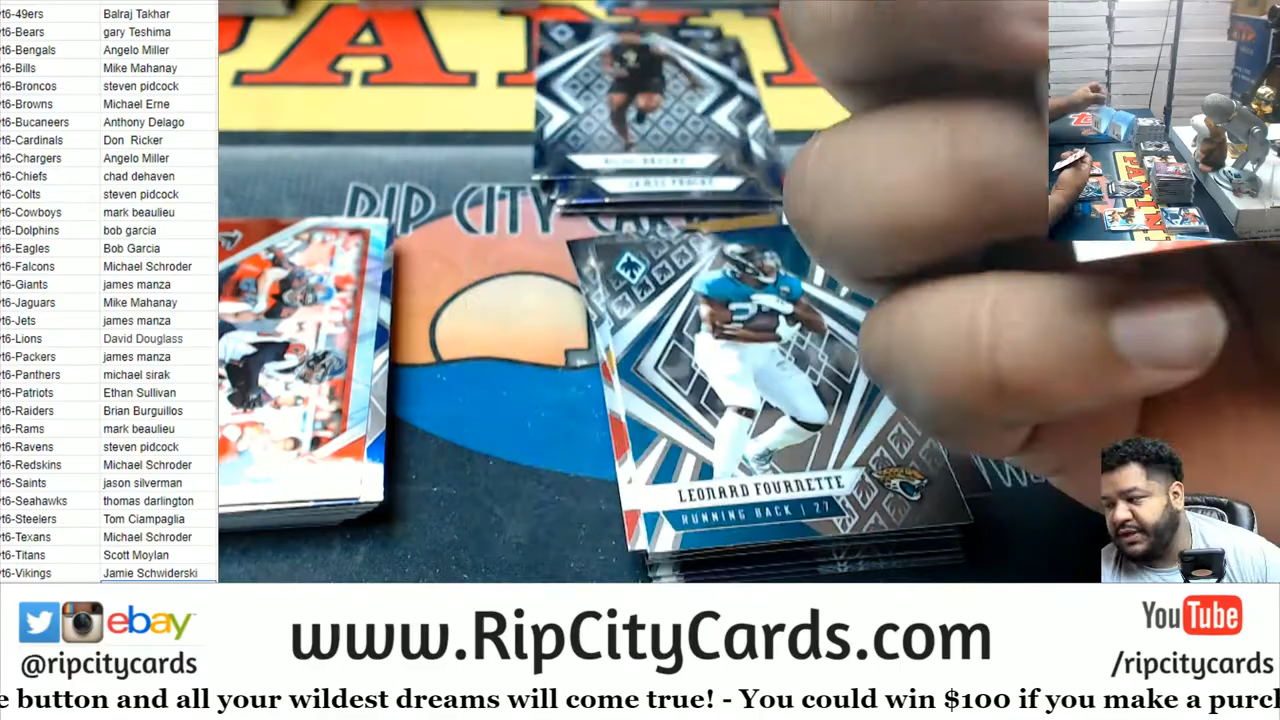 t6-49ers Balraj Takhar
t6-Bears gary Teshima
t6-Bengals Angelo Miller
t6-Bills Mike Mahanay
t6-Broncos steven pidcock
t6-Browns Michael Erne
t6-Bucaneers Anthony Delago
t6-Cardinals Don Ricker
t6-Chargers Angelo Miller
t6-Chiefs chad dehaven
t6-Colts steven pidcock
t6-Cowboys mark beaulieu
t6-Dolphins bob garcia
t6-Eagles Bob Garcia
t6-Falcons Michael Schroder
t6-Giants james manza
t6-Jaguars Mike Mahanay
t6-Jets james manza
t6-Lions David Douglass
t6-Packers james manza
t6-Panthers michael sirak
t6-Patriots Ethan Sullivan
t6-Raiders Brian Burguillos
t6-Rams mark beaulieu
t6-Ravens steven pidcock
t6-Redskins Michael Schroder
t6-Saints jason silverman
t6-Seahawks thomas darlington
t6-Steelers Tom Ciampaglia
t6-Texans Michael Schroder
t6-Titans Scott Moylan
t6-Vikings Jamie Schwiderski
PANI
RIP CITY
LEONARD FOURNETTE
RUNNING BACK | 27
ebay
@ripcitycards
www.RipCityCards.com
YouTube
/ripcitycards
e button and all your wildest dreams will come true! - You could win $100 if you make a purch